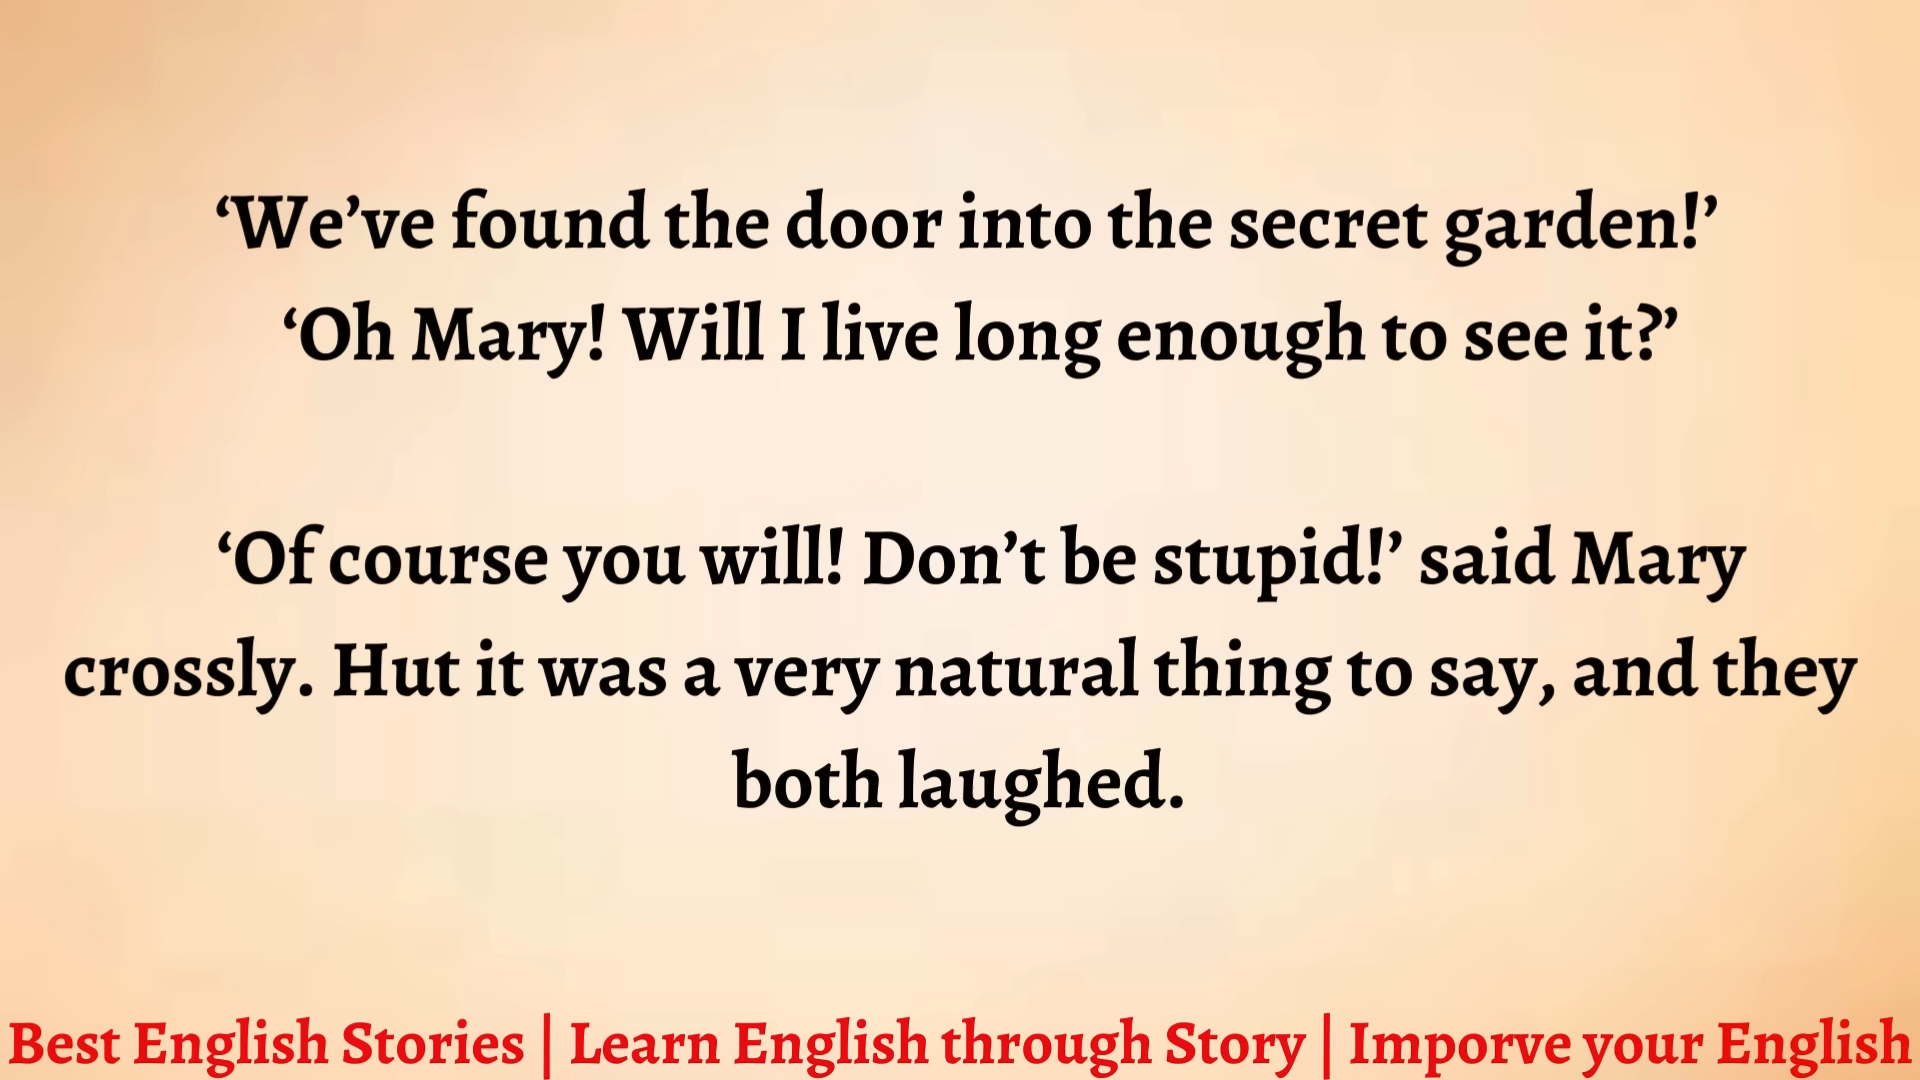 ‘We’ve found the door into the secret garden!’
‘Oh Mary! Will I live long enough to see it?’
‘Of course you will! Don’t be stupid!’ said Mary
crossly. Hut it was a very natural thing to say, and they
both laughed.
Best English Stories | Learn English through Story | Imporve your English